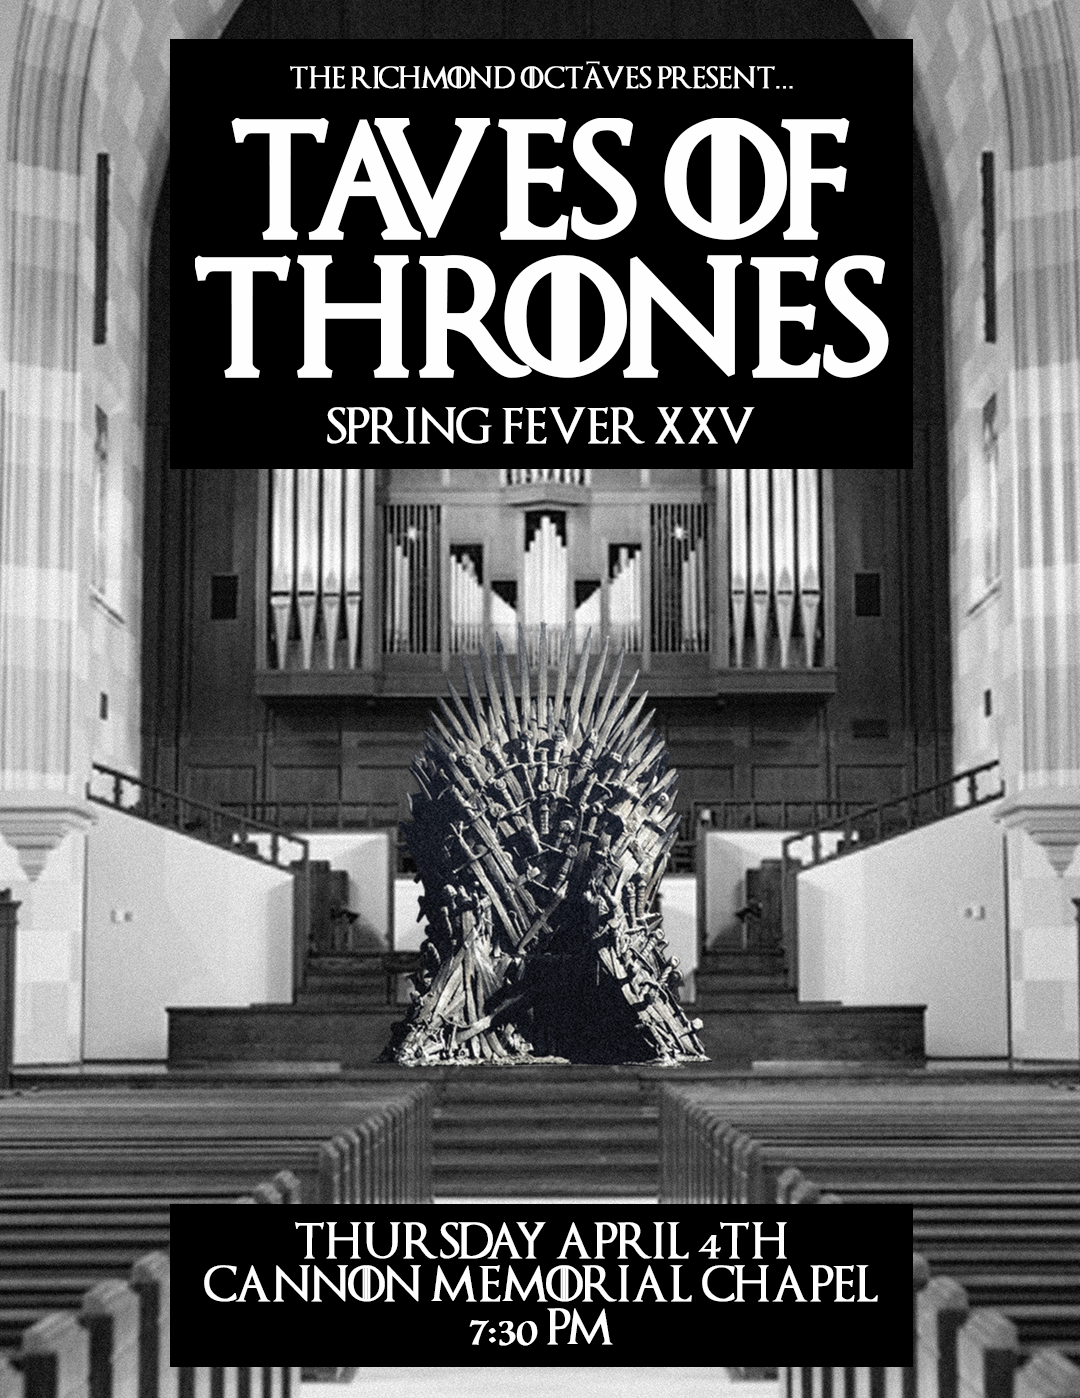 THE RICHMOND OCTĀVES PRESENT...
TAVES OF
THRONES
SPRING FEVER XXV
THURSDAY APRIL 4TH
CANNON MEMORIAL CHAPEL
7:30 PM